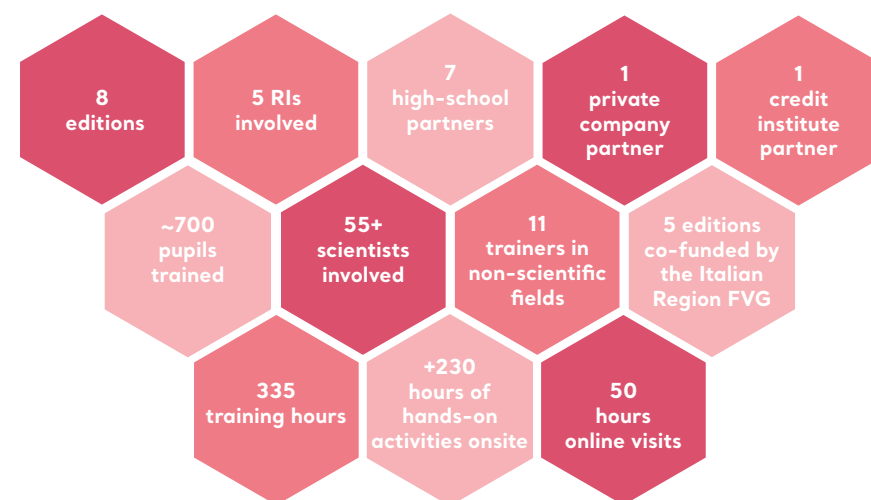 8
editions
5 RIs
involved
7
high-school
partners
1
private
company
partner
1
credit
institute
partner
~700
pupils
trained
55+
scientists
involved
11
trainers in
non-scientific
fields
5 editions
co-funded by
the Italian
Region FVG
335
training hours
+230
hours of
hands-on
activities onsite
50
hours
online visits